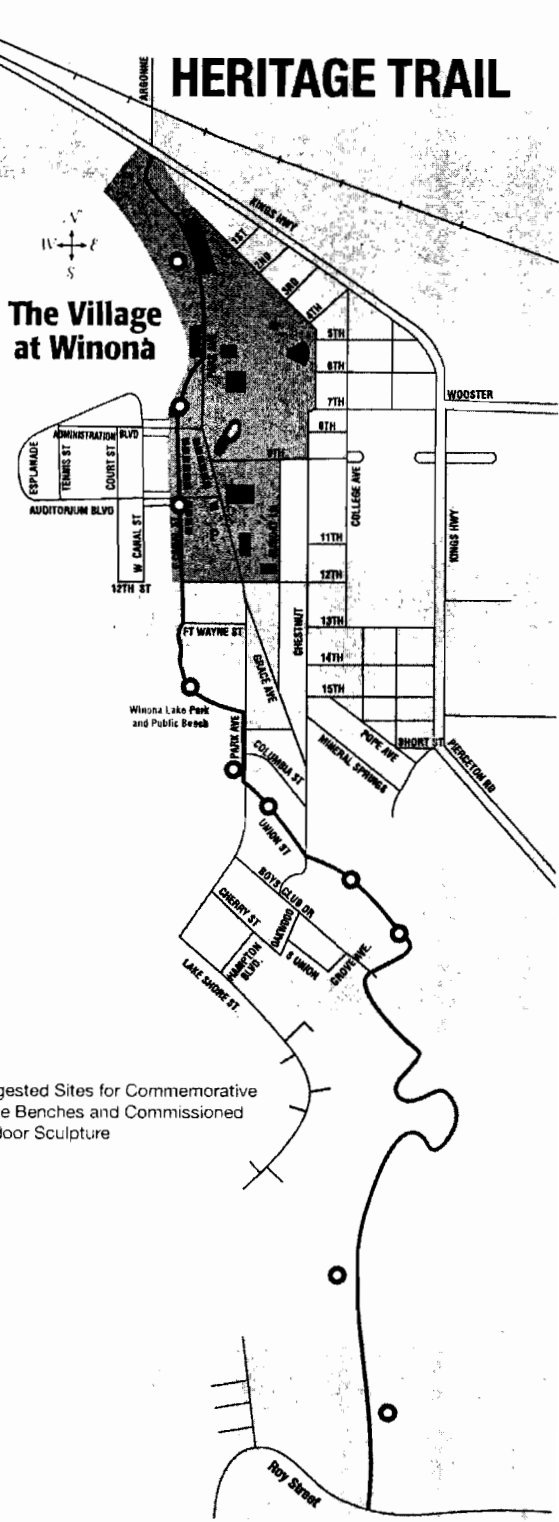 ARGONNE
HERITAGE TRAIL
KINGS HWY
N
W E
S
1ST
2ND
3RD
4TH
The Village
at Winona
5TH
6TH
7TH
WOOSTER
8TH
ADMINISTRATION BLVD
ESPLANADE
TENNIS ST
COURT ST
9TH
COLLEGE AVE
AUDITORIUM BLVD
W CANAL ST
KINGS HWY
11TH
12TH
12TH ST
CHESTNUT
13TH
FT WAYNE ST
14TH
GRACE AVE
15TH
Winona Lake Park
and Public Beach
PARK AVE
COLUMBIA ST
POPE AVE
SHORT ST
MINERAL SPRINGS
PIERCETON RD
UNION ST
BOYS CLUB DR
CHERRY ST
OAKWOOD
HAMPTON
BLVD.
S UNION
GROVE AVE.
LAKE SHORE ST.
gested Sites for Commemorative
e Benches and Commissioned
door Sculpture
Roy Street